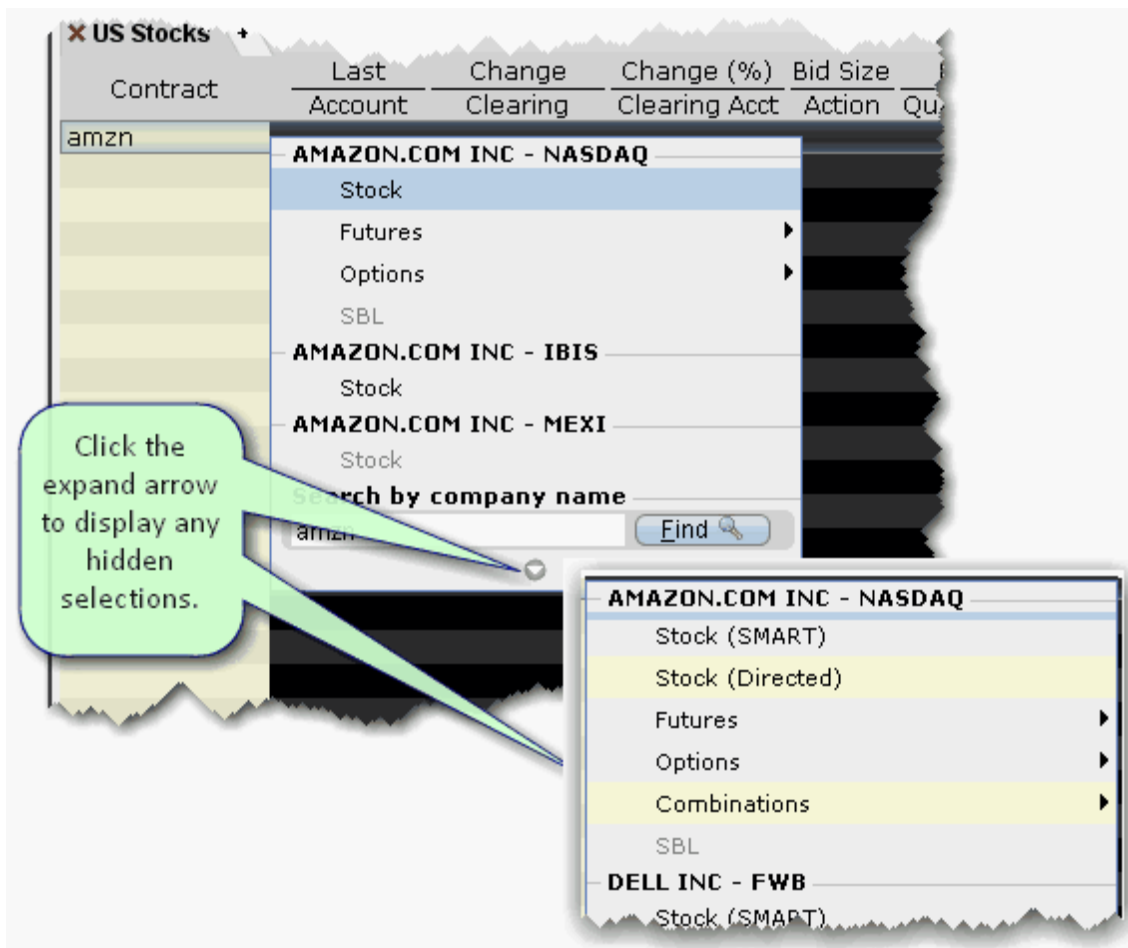 US Stocks +
Contract
Last Change Change (%) Bid Size
Account Clearing Clearing Acct Action
amzn
AMAZON.COM INC - NASDAQ
Stock
Futures
Options
SBL
AMAZON.COM INC - IBIS
Stock
AMAZON.COM INC - MEXI
Stock
Search by company name
amzn Find
Click the
expand arrow
to display any
hidden
selections.
AMAZON.COM INC - NASDAQ
Stock (SMART)
Stock (Directed)
Futures
Options
Combinations
SBL
DELL INC - FWB
Stock (SMART)